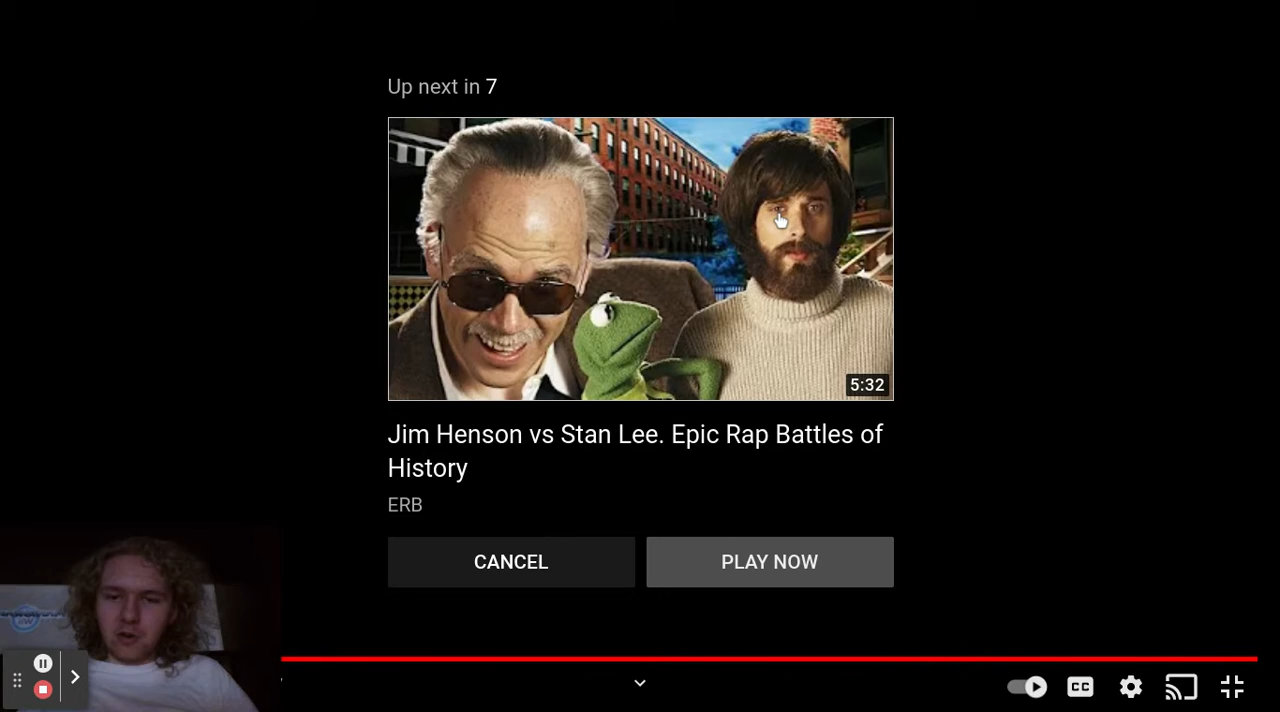 Up next in 7
5:32
Jim Henson vs Stan Lee. Epic Rap Battles of
History
ERB
CANCEL
PLAY NOW
CC